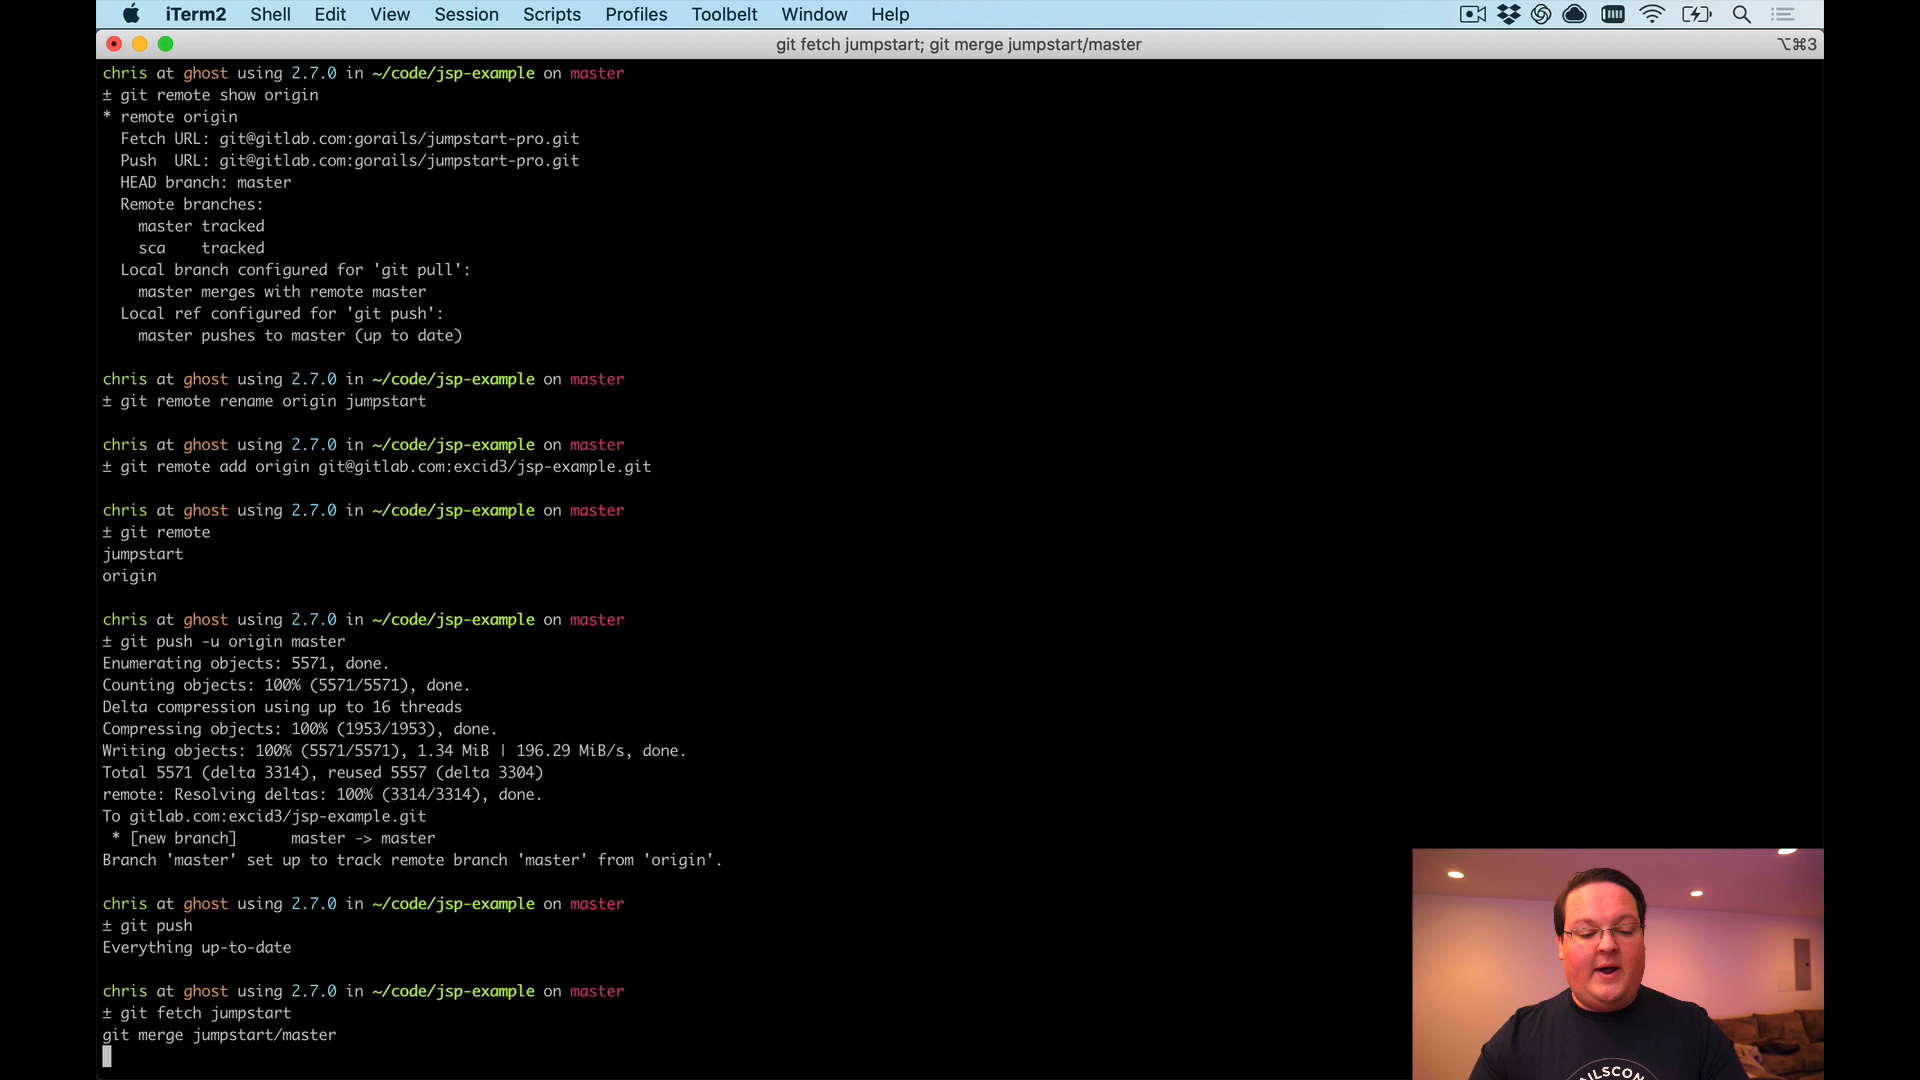 iTerm2 Shell Edit View Session Scripts Profiles Toolbelt Window Help
git fetch jumpstart; git merge jumpstart/master
⌥⌘3
chris at ghost using 2.7.0 in ~/code/jsp-example on master
± git remote show origin
* remote origin
  Fetch URL: git@gitlab.com:gorails/jumpstart-pro.git
  Push  URL: git@gitlab.com:gorails/jumpstart-pro.git
  HEAD branch: master
  Remote branches:
    master tracked
    sca    tracked
  Local branch configured for 'git pull':
    master merges with remote master
  Local ref configured for 'git push':
    master pushes to master (up to date)
chris at ghost using 2.7.0 in ~/code/jsp-example on master
± git remote rename origin jumpstart
chris at ghost using 2.7.0 in ~/code/jsp-example on master
± git remote add origin git@gitlab.com:excid3/jsp-example.git
chris at ghost using 2.7.0 in ~/code/jsp-example on master
± git remote
jumpstart
origin
chris at ghost using 2.7.0 in ~/code/jsp-example on master
± git push -u origin master
Enumerating objects: 5571, done.
Counting objects: 100% (5571/5571), done.
Delta compression using up to 16 threads
Compressing objects: 100% (1953/1953), done.
Writing objects: 100% (5571/5571), 1.34 MiB | 196.29 MiB/s, done.
Total 5571 (delta 3314), reused 5557 (delta 3304)
remote: Resolving deltas: 100% (3314/3314), done.
To gitlab.com:excid3/jsp-example.git
 * [new branch]      master -> master
Branch 'master' set up to track remote branch 'master' from 'origin'.
chris at ghost using 2.7.0 in ~/code/jsp-example on master
± git push
Everything up-to-date
chris at ghost using 2.7.0 in ~/code/jsp-example on master
± git fetch jumpstart
git merge jumpstart/master